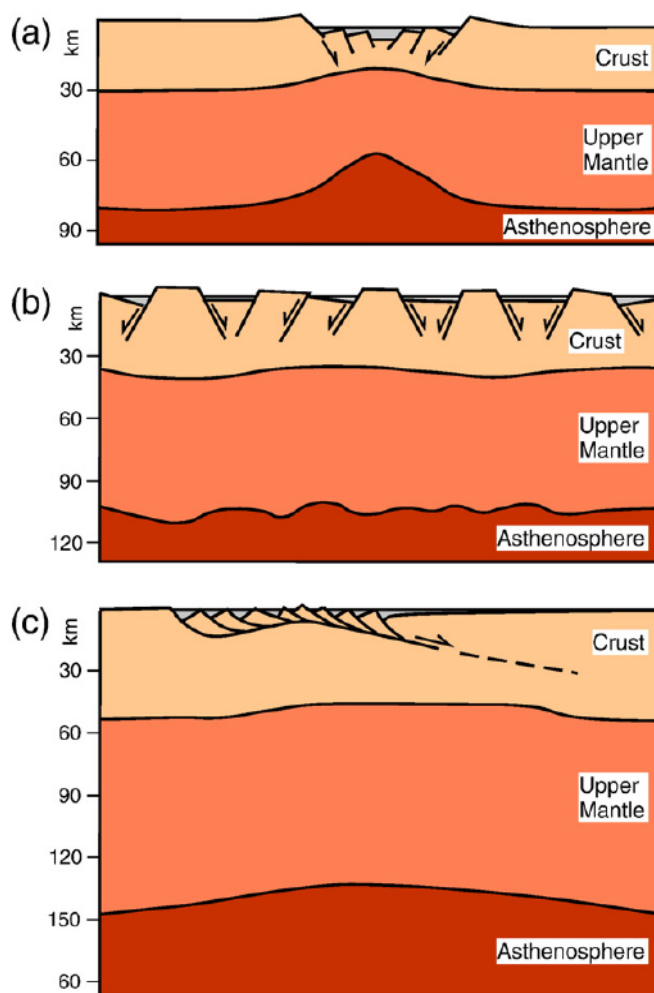 (a)
km
Crust
30
Upper
Mantle
60
Asthenosphere
90
(b)
km
Crust
30
60
Upper
Mantle
90
Asthenosphere
120
(c)
km
Crust
30
60
Upper
Mantle
90
120
150
Asthenosphere
60